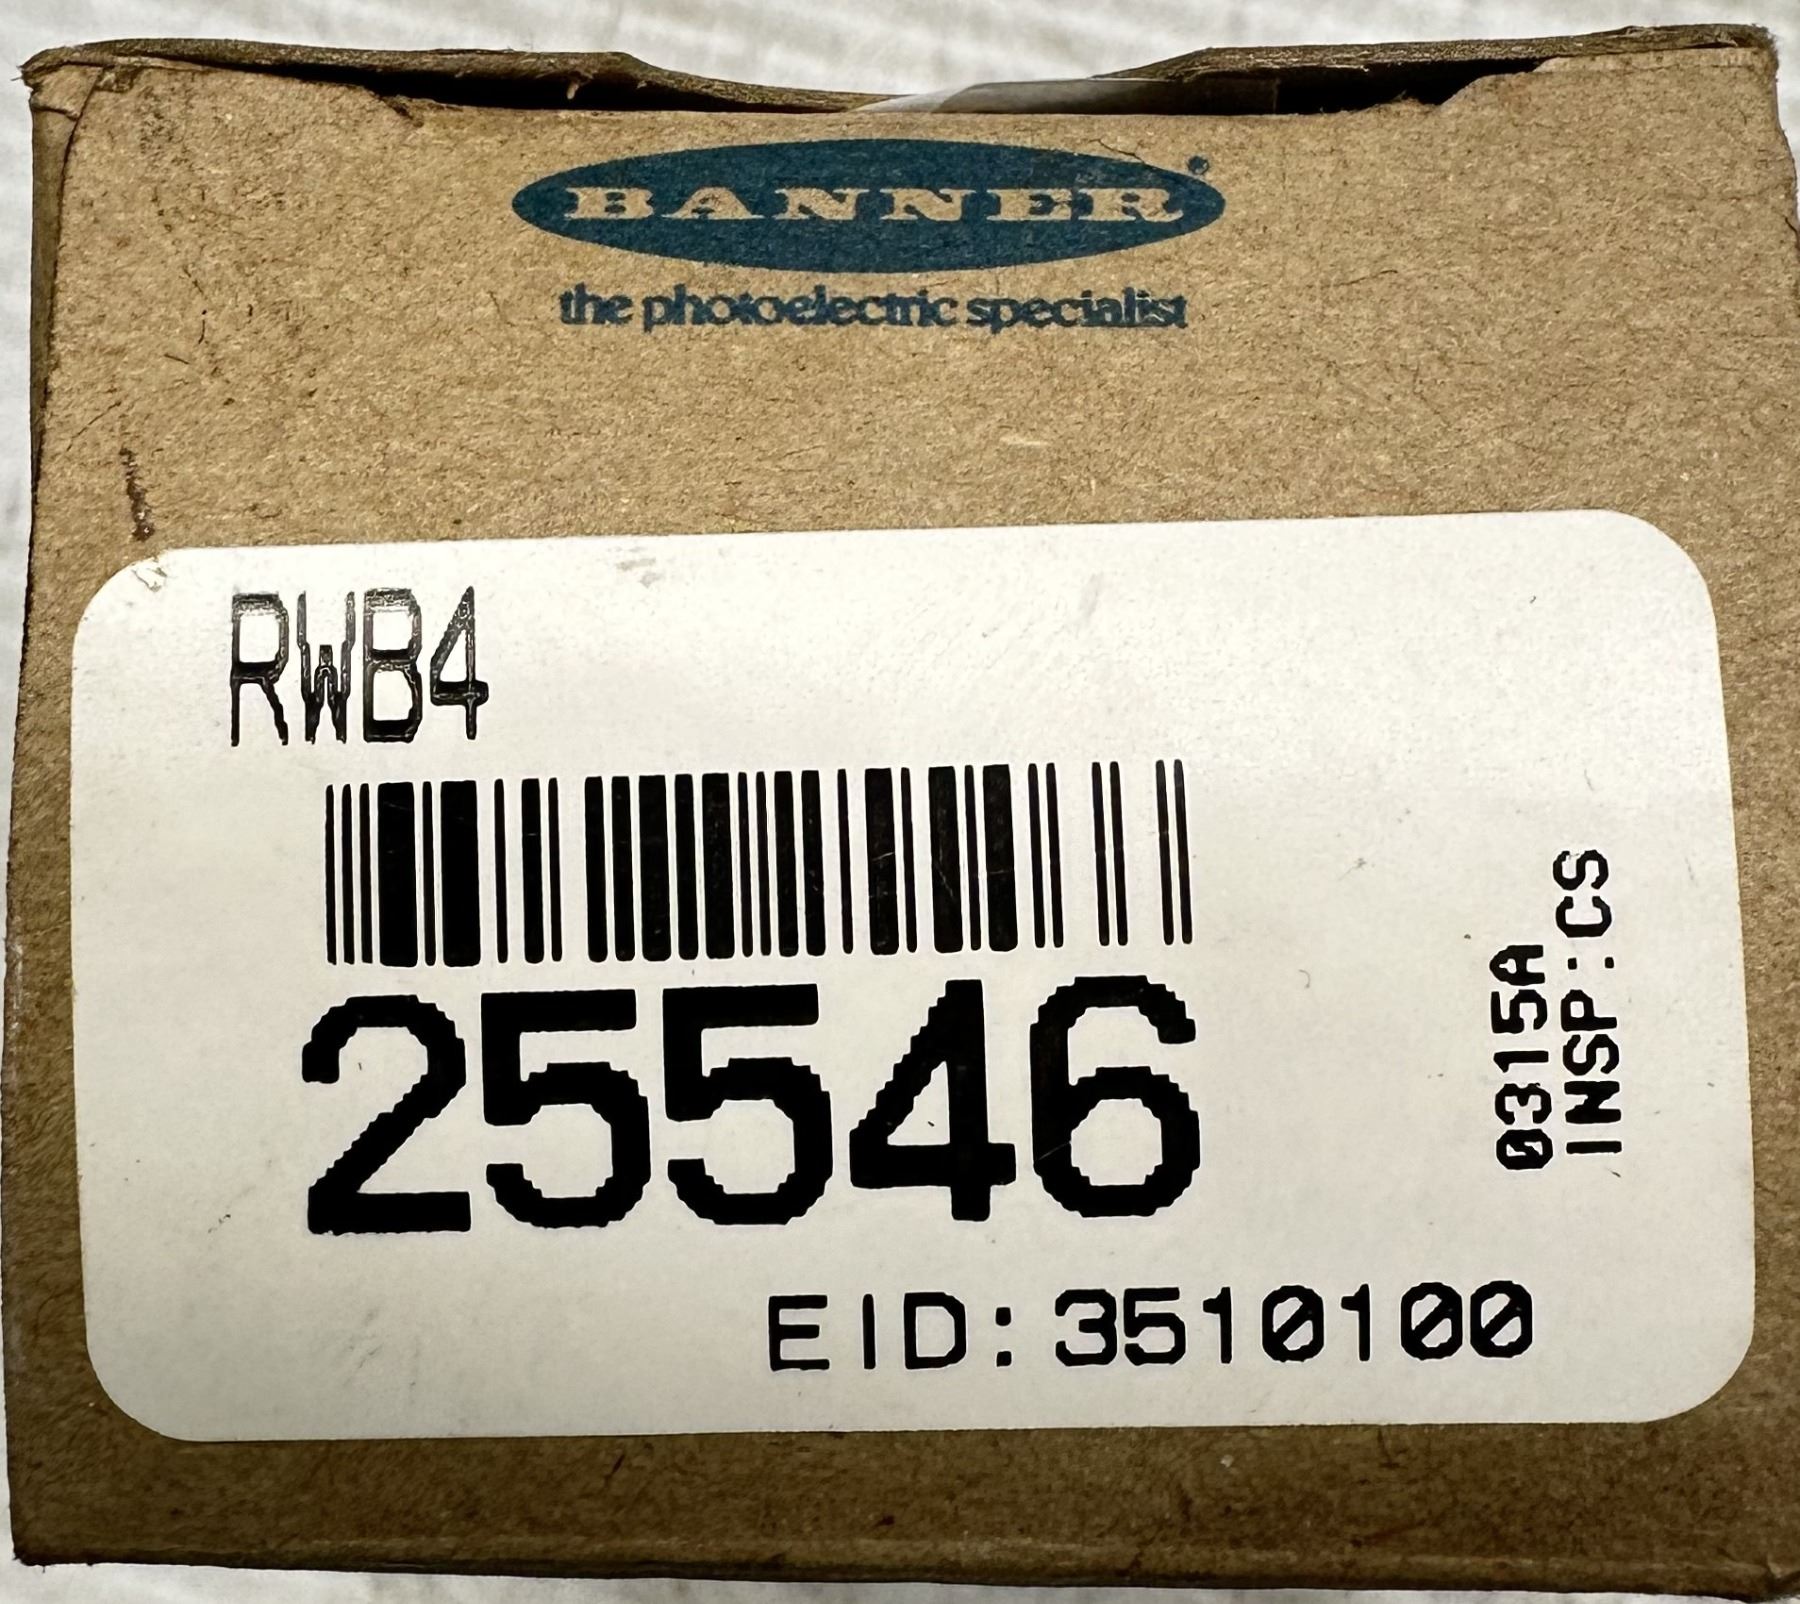 BANNER®
the photoelectric specialist
RWB4
25546
0315A
INSP:CS
EID:3510100